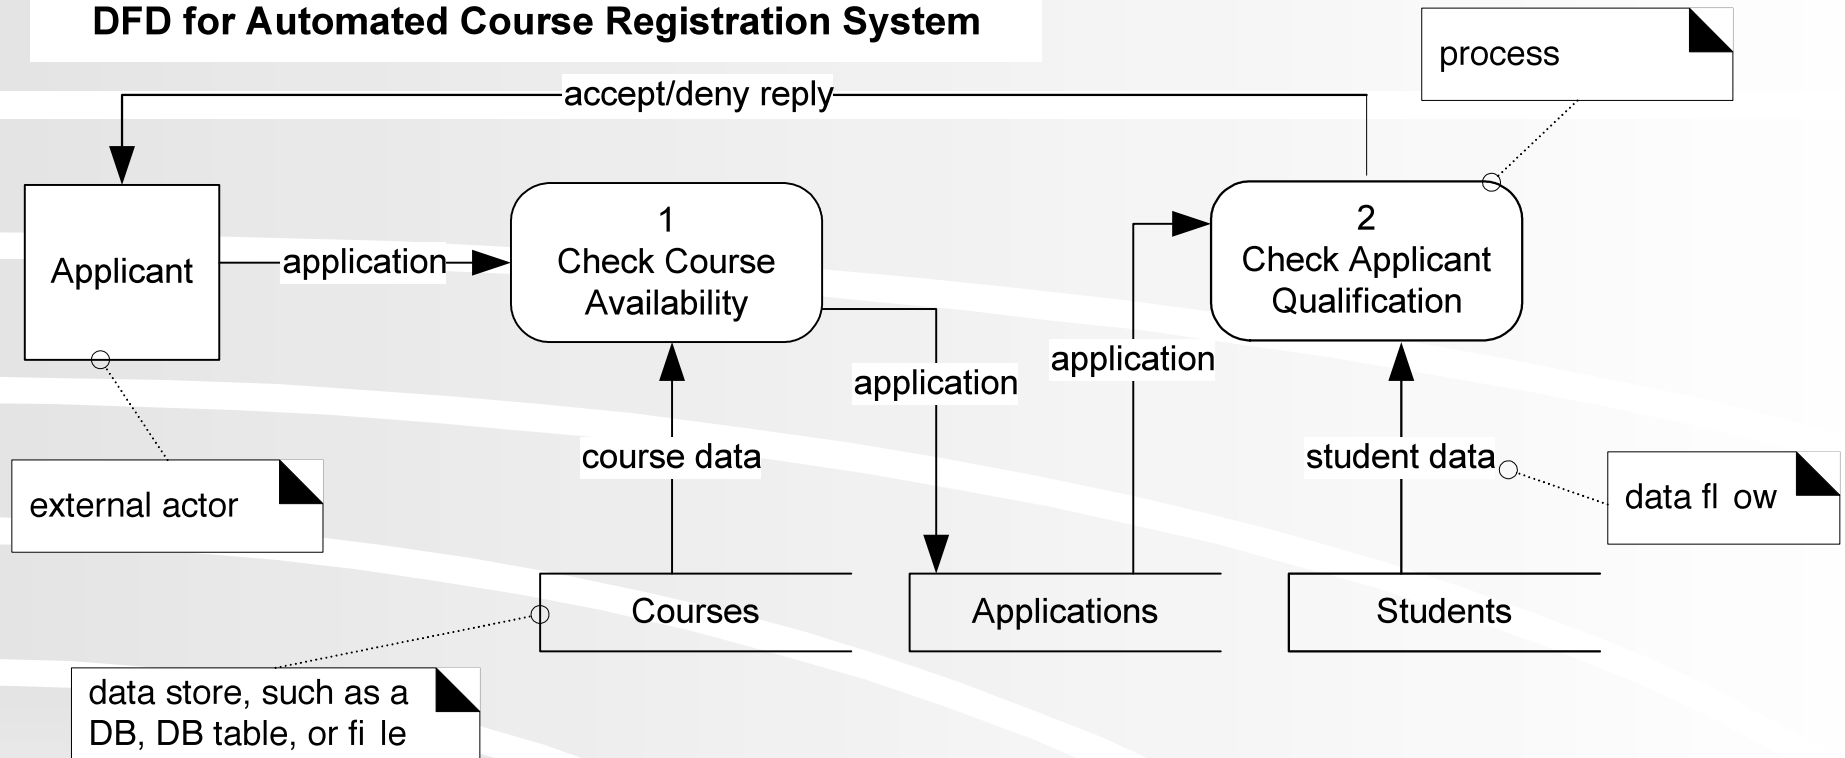 DFD for Automated Course Registration System
process
accept/deny reply
Applicant
application
1
Check Course
Availability
2
Check Applicant
Qualification
application
application
course data
student data
external actor
data fl ow
Courses
Applications
Students
data store, such as a
DB, DB table, or fi le